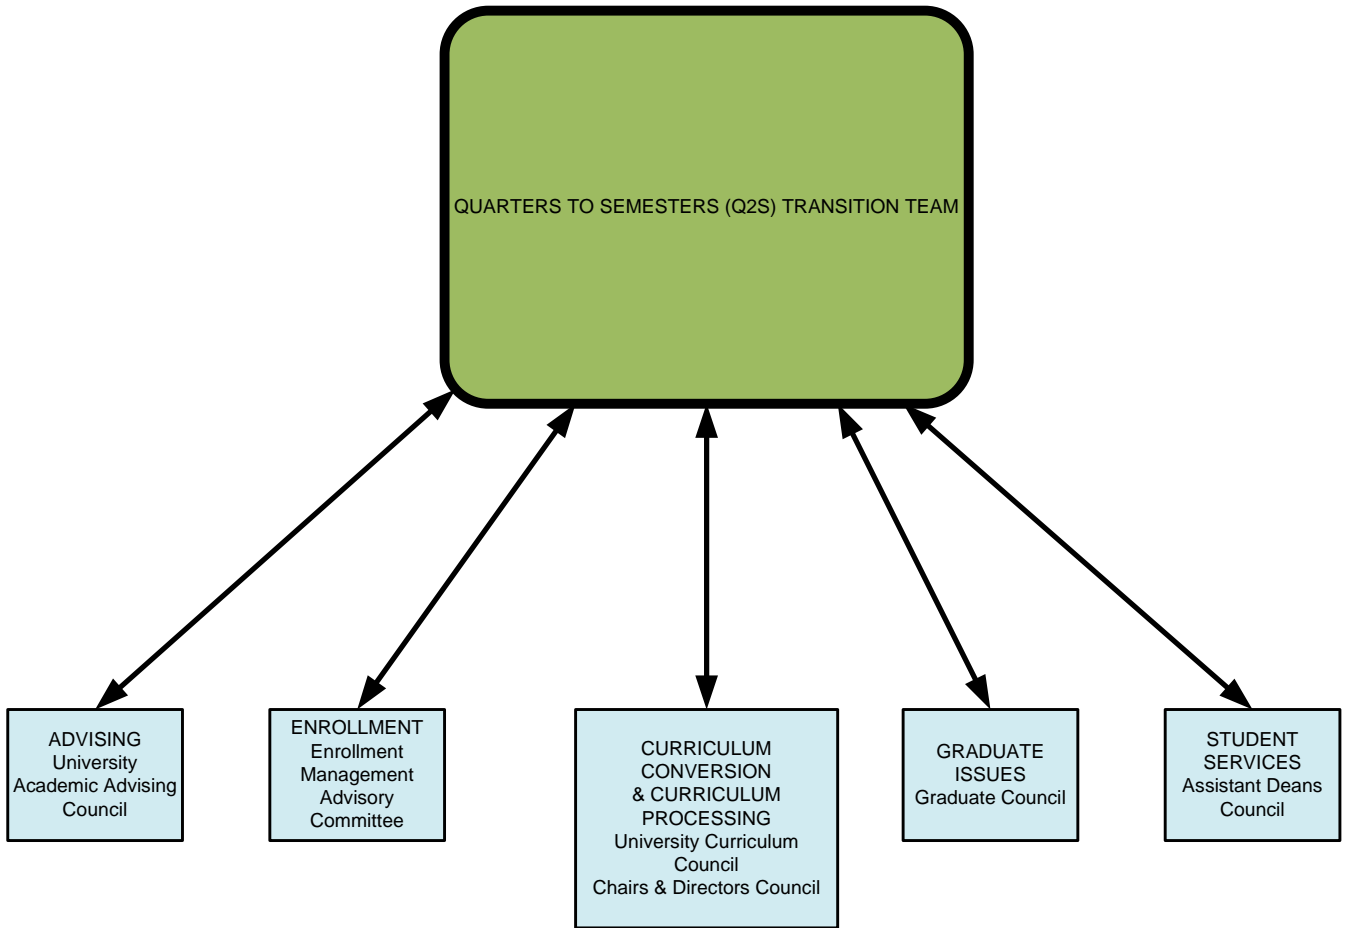 QUARTERS TO SEMESTERS (Q2S) TRANSITION TEAM
ADVISING
University
Academic Advising
Council
ENROLLMENT
Enrollment
Management
Advisory
Committee
CURRICULUM
CONVERSION
& CURRICULUM
PROCESSING
University Curriculum
Council
Chairs & Directors Council
GRADUATE
ISSUES
Graduate Council
STUDENT
SERVICES
Assistant Deans
Council